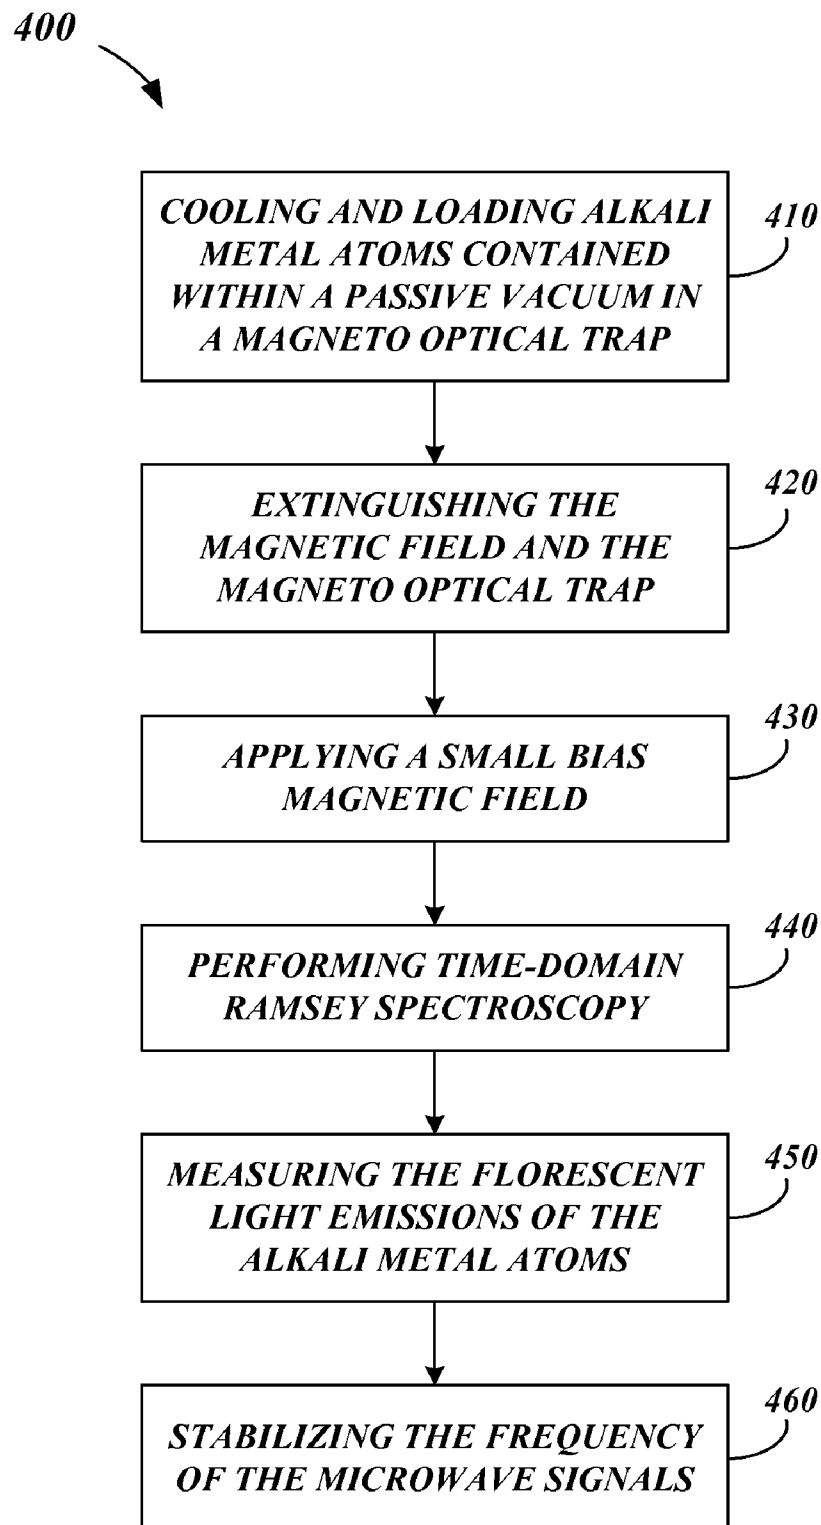 400
COOLING AND LOADING ALKALI
METAL ATOMS CONTAINED
WITHIN A PASSIVE VACUUM IN
A MAGNETO OPTICAL TRAP
410
EXTINGUISHING THE
MAGNETIC FIELD AND THE
MAGNETO OPTICAL TRAP
420
APPLYING A SMALL BIAS
MAGNETIC FIELD
430
PERFORMING TIME-DOMAIN
RAMSEY SPECTROSCOPY
440
MEASURING THE FLORESCENT
LIGHT EMISSIONS OF THE
ALKALI METAL ATOMS
450
STABILIZING THE FREQUENCY
OF THE MICROWAVE SIGNALS
460